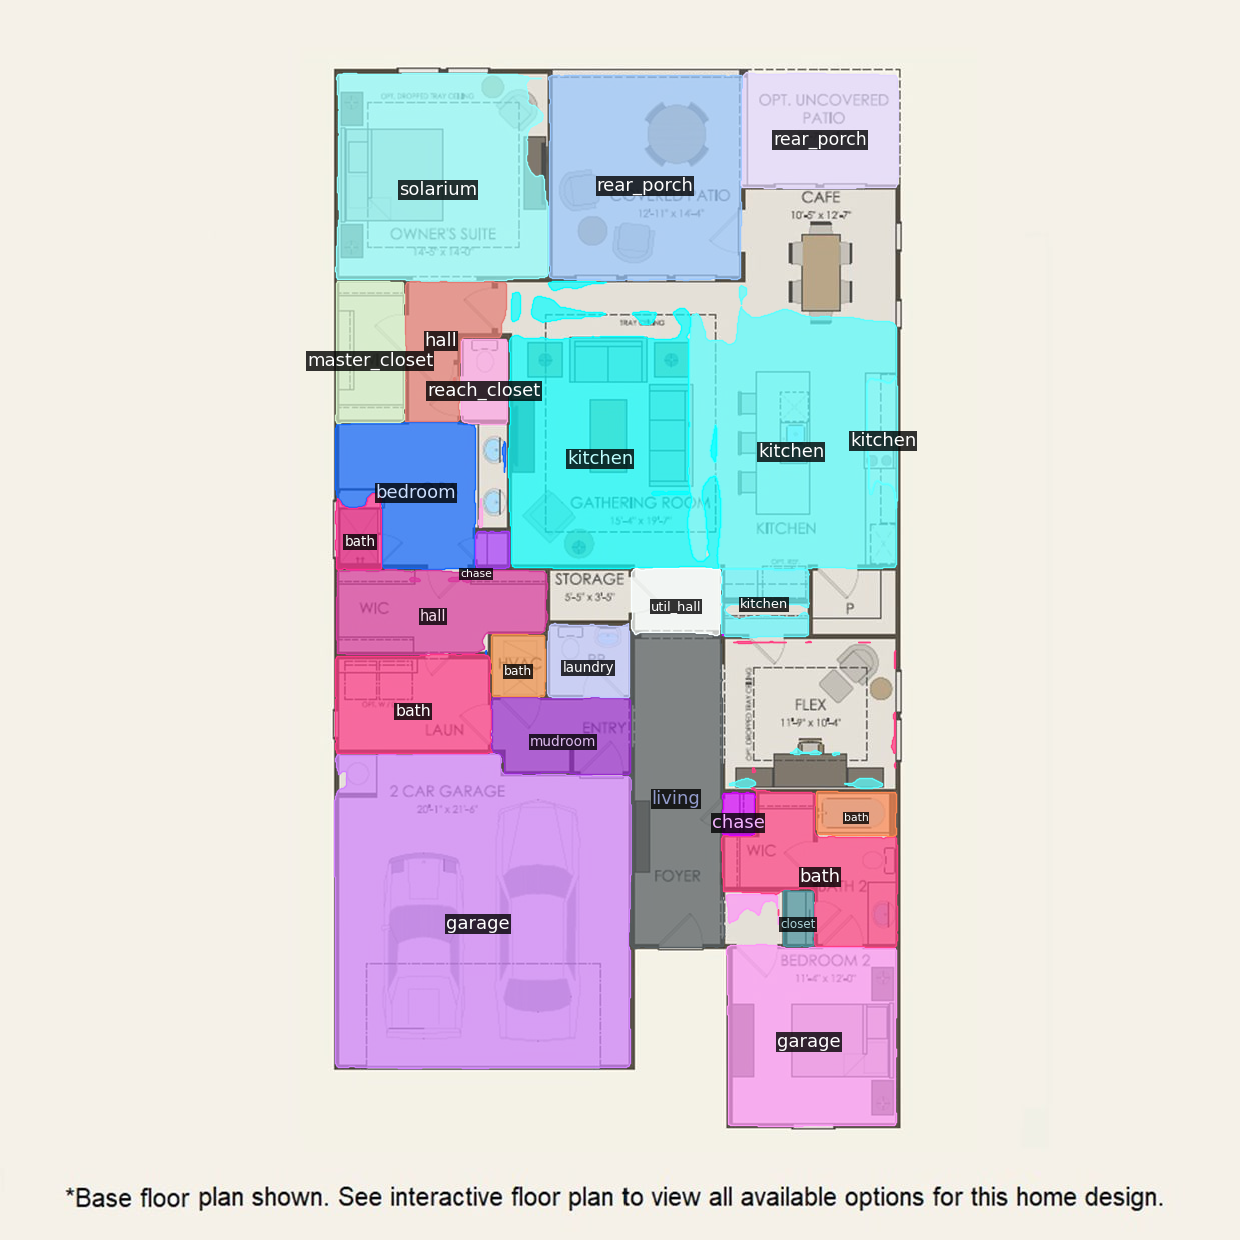 OPT. DROPPED TRAY CEILING
solarium
OWNER'S SUITE
14'-5" x 14'-0"
rear_porch
COVERED PATIO
12'-11" x 14'-4"
OPT. UNCOVERED
PATIO
rear_porch
CAFE
10'-5" x 12'-7"
TRAY CEILING
hall
master_closet
reach_closet
kitchen
kitchen
kitchen
bedroom
GATHERING ROOM
15'-4" x 19'-7"
KITCHEN
bath
chase
STORAGE
5'-5" x 3'-5"
util_hall
kitchen
P
WIC
hall
laundry
bath
HVAC
bath
LAUN
ENTRY
mudroom
OPT. DROPPED TRAY CEILING
FLEX
11'-9" x 10'-4"
2 CAR GARAGE
20'-1" x 21'-6"
living
chase
bath
WIC
bath
BATH 2
FOYER
garage
closet
BEDROOM 2
11'-4" x 12'-0"
garage
*Base floor plan shown. See interactive floor plan to view all available options for this home design.